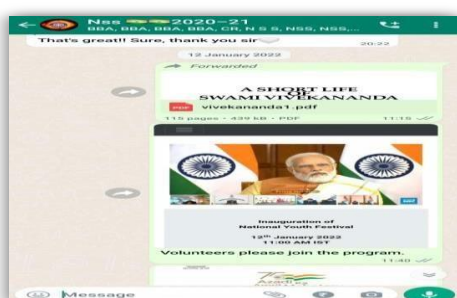 Nss 2020-21
BBA, BBA, BBA, BBA, CR, N S S, NSS, NSS,...
That's great!! Sure, thank you sir
20:22
12 January 2022
Forwarded
A SHORT LIFE
OF
SWAMI VIVEKANANDA
PDF vivekananda1.pdf
115 pages • 439 kB • PDF 11:15
Inauguration of
National Youth Festival
12th January 2022
11:00 AM IST
Volunteers please join the program.
11:40
Azadi Ka
Message